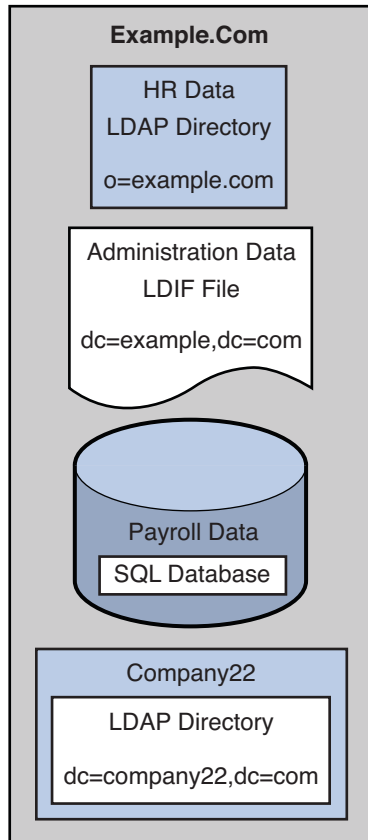 Example.Com
HR Data
LDAP Directory
o=example.com
Administration Data
LDIF File
dc=example,dc=com
Payroll Data
SQL Database
Company22
LDAP Directory
dc=company22,dc=com